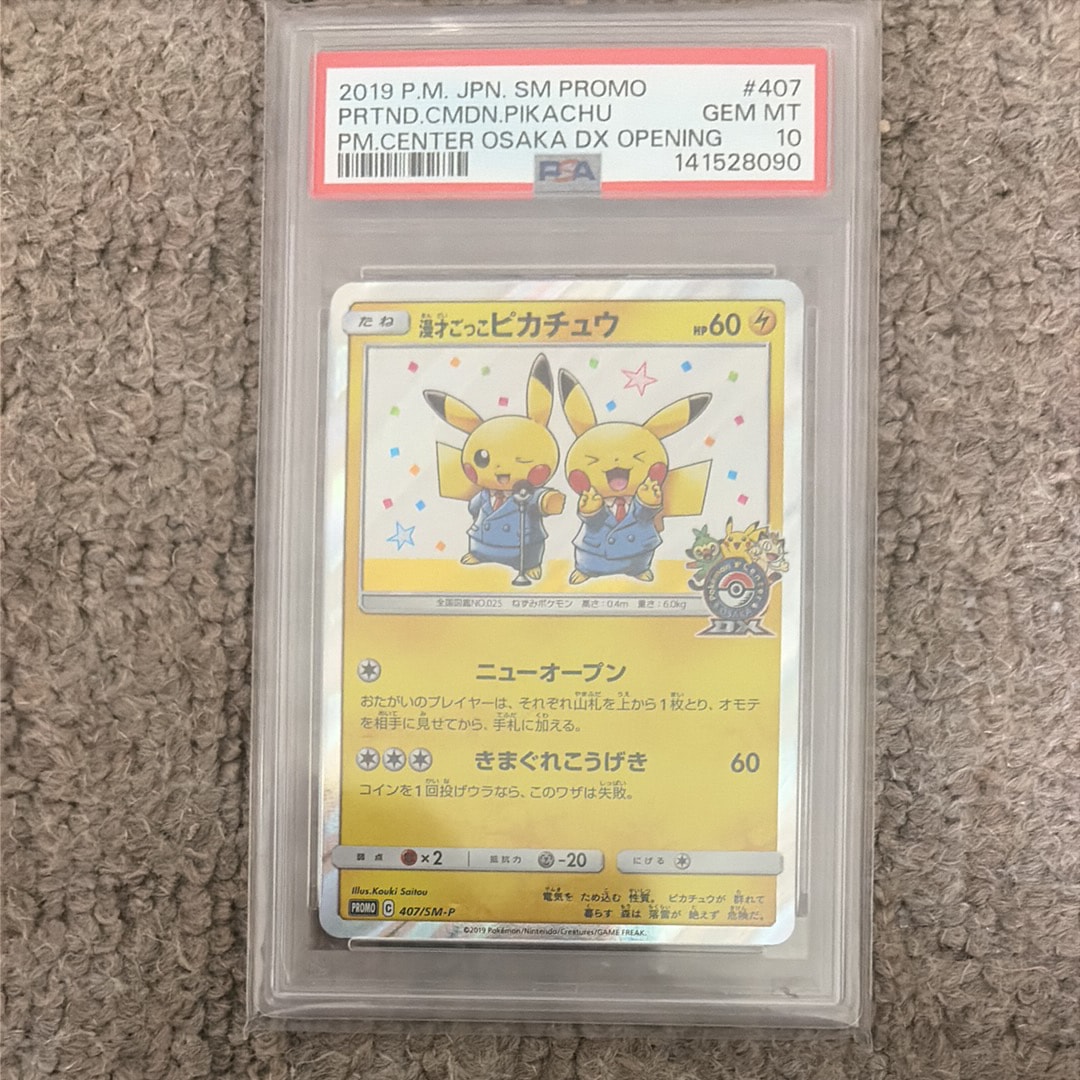 2019 P.M. JPN. SM PROMO #407
PRTND.CMDN.PIKACHU GEM MT
PM.CENTER OSAKA DX OPENING 10
PSA 141528090
たね 漫才ごっこピカチュウ HP60
Pokémon Center
OSAKA
DX
全国図鑑NO.025 ねずみポケモン 高さ:0.4m 重さ:6.0kg
ニューオープン
おたがいのプレイヤーは、それぞれ山札を上から1枚とり、オモテ
を相手に見せてから、手札に加える。
きまぐれこうげき 60
コインを1回投げウラなら、このワザは失敗。
弱点 ×2 抵抗力 -20 にげる
Illus.Kouki Saitou
電気を ため込む 性質。 ピカチュウが 群れて
PROMO C 407/SM-P
暮らす 森は 落雷が 絶えず 危険だ。
©2019 Pokémon/Nintendo/Creatures/GAME FREAK.